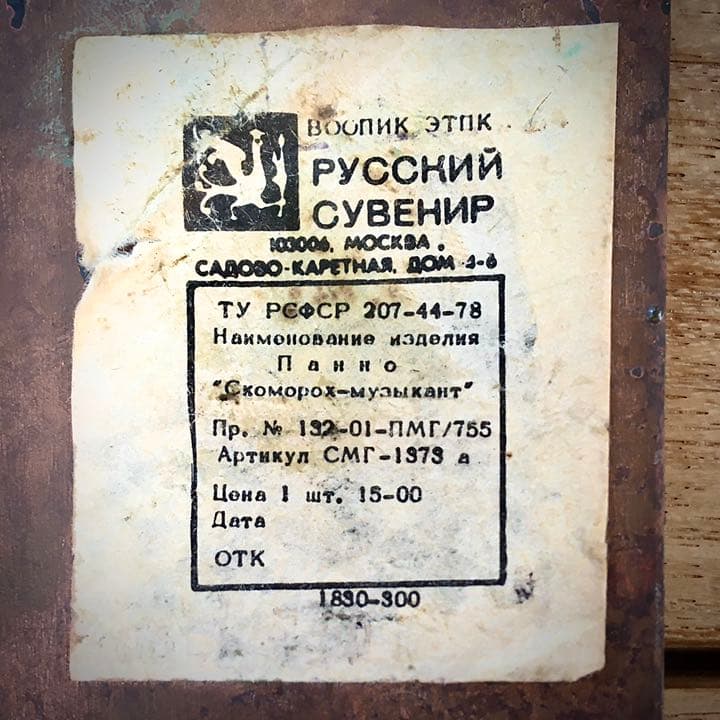 ВООПИК ЭТПК
РУССКИЙ
СУВЕНИР
103006, МОСКВА,
САДОВО-КАРЕТНАЯ, ДОМ 4-6
ТУ РСФСР 207-44-78
Наименование изделия
Панно
"Скоморох-музыкант"
Пр. № 132-01-ПМГ/755
Артикул СМГ-1373 а
Цена 1 шт. 15-00
Дата
ОТК
1830-300